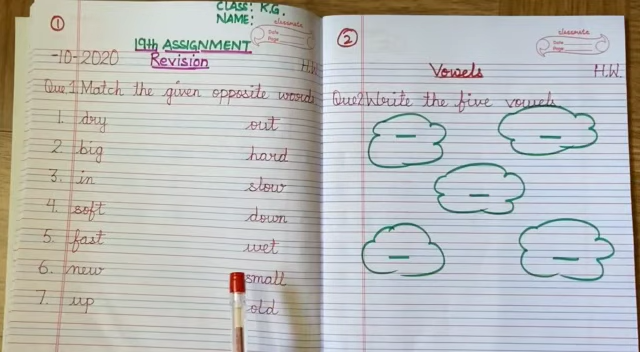 1
CLASS: K.G.
NAME:
classmate
Date
Page
19th ASSIGNMENT
-10-2020
Revision
H.W.
Que 1 Match the given opposite words
1. dry out
2 big hard
3. in slow
4. soft down
5. fast wet
6. new small
7. up old
2
classmate
Date
Page
Vowels
H.W.
Que2 Write the five vowels